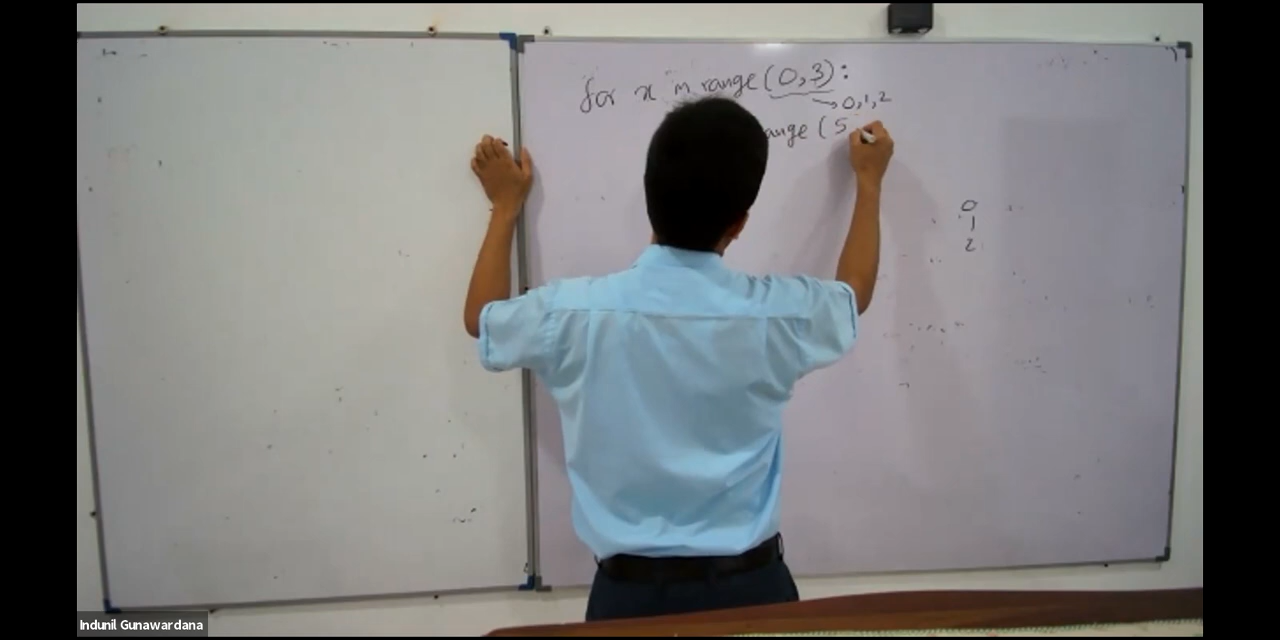 for x in range (0,3):
0,1,2
ange (5
0
1
2
Indunil Gunawardana